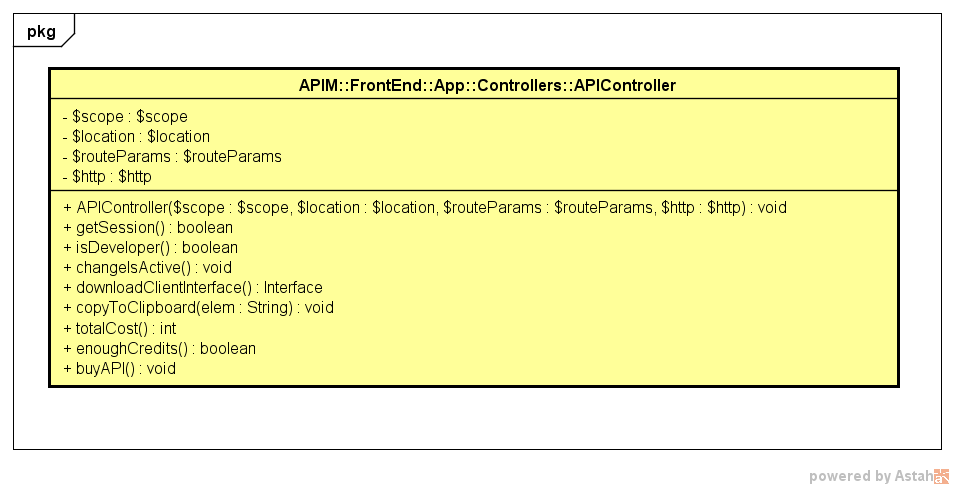 pkg
APIM::FrontEnd::App::Controllers::APIController
- $scope : $scope
- $location : $location
- $routeParams : $routeParams
- $http : $http
+ APIController($scope : $scope, $location : $location, $routeParams : $routeParams, $http : $http) : void
+ getSession() : boolean
+ isDeveloper() : boolean
+ changeIsActive() : void
+ downloadClientInterface() : Interface
+ copyToClipboard(elem : String) : void
+ totalCost() : int
+ enoughCredits() : boolean
+ buyAPI() : void
powered by Astah